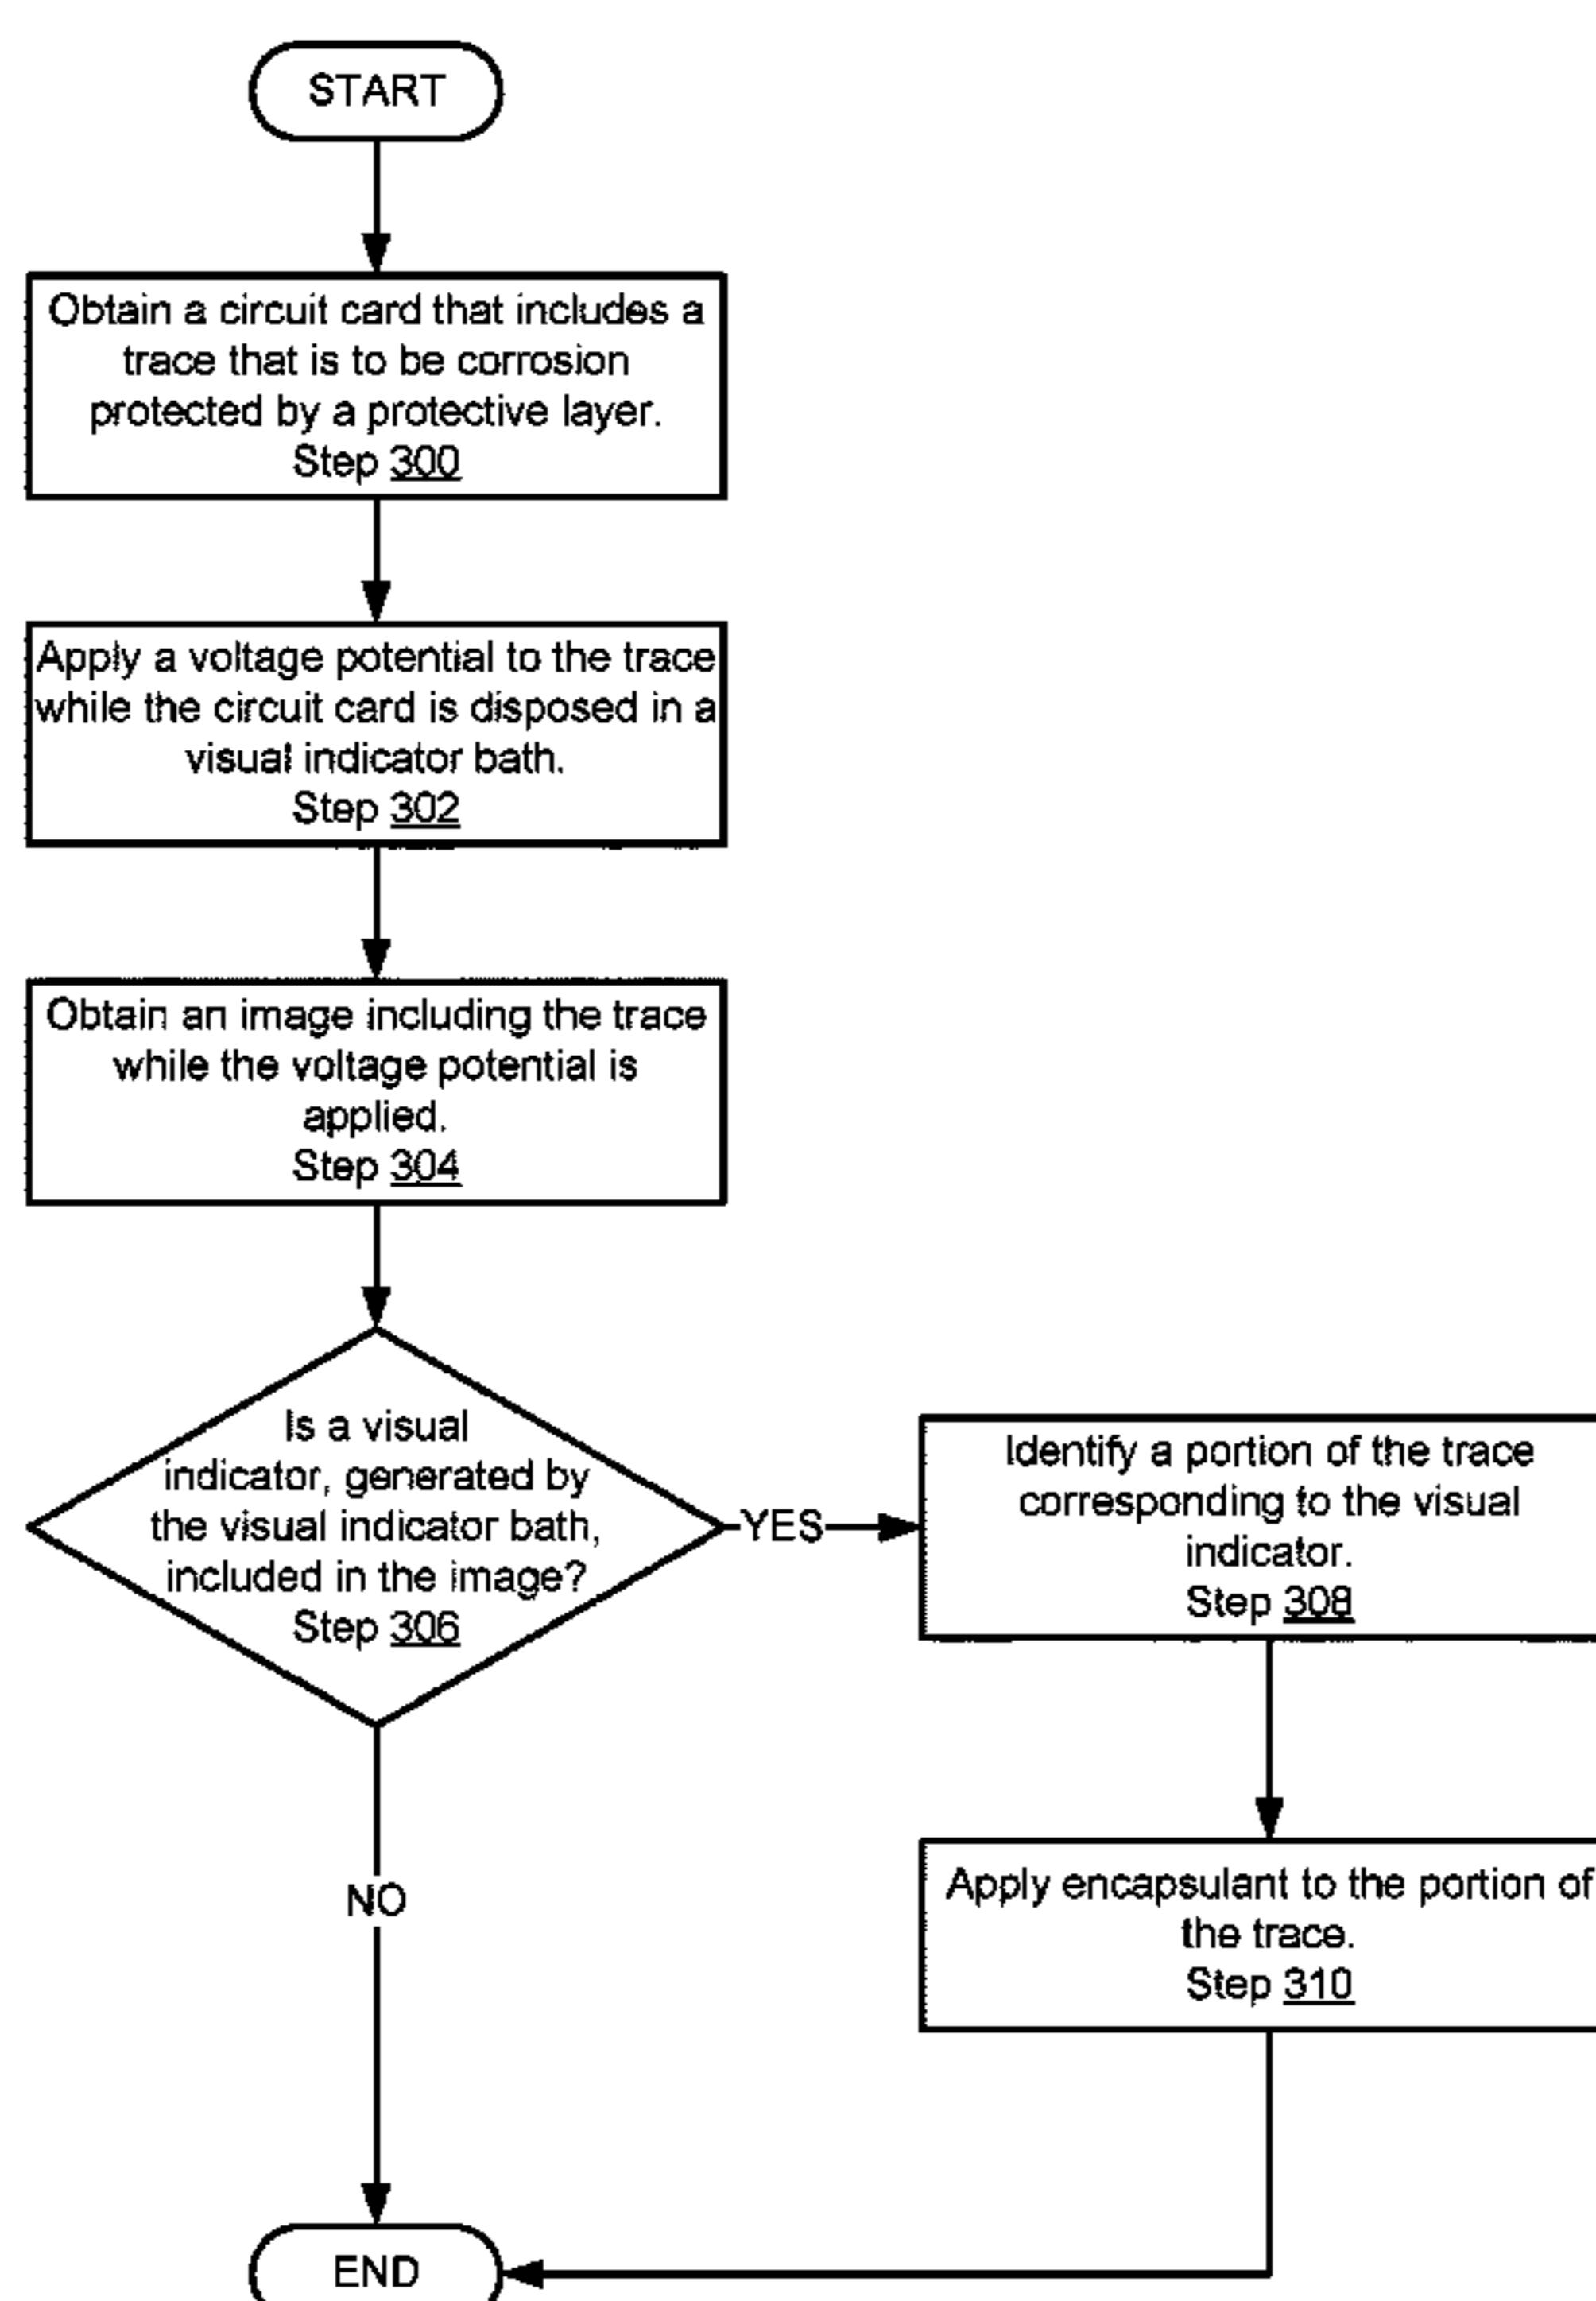 START
Obtain a circuit card that includes a
trace that is to be corrosion
protected by a protective layer.
Step 300
Apply a voltage potential to the trace
while the circuit card is disposed in a
visual indicator bath.
Step 302
Obtain an image including the trace
while the voltage potential is
applied.
Step 304
Is a visual
indicator, generated by
the visual indicator bath,
included in the image?
Step 306
YES
Identify a portion of the trace
corresponding to the visual
indicator.
Step 308
Apply encapsulant to the portion of
the trace.
Step 310
NO
END